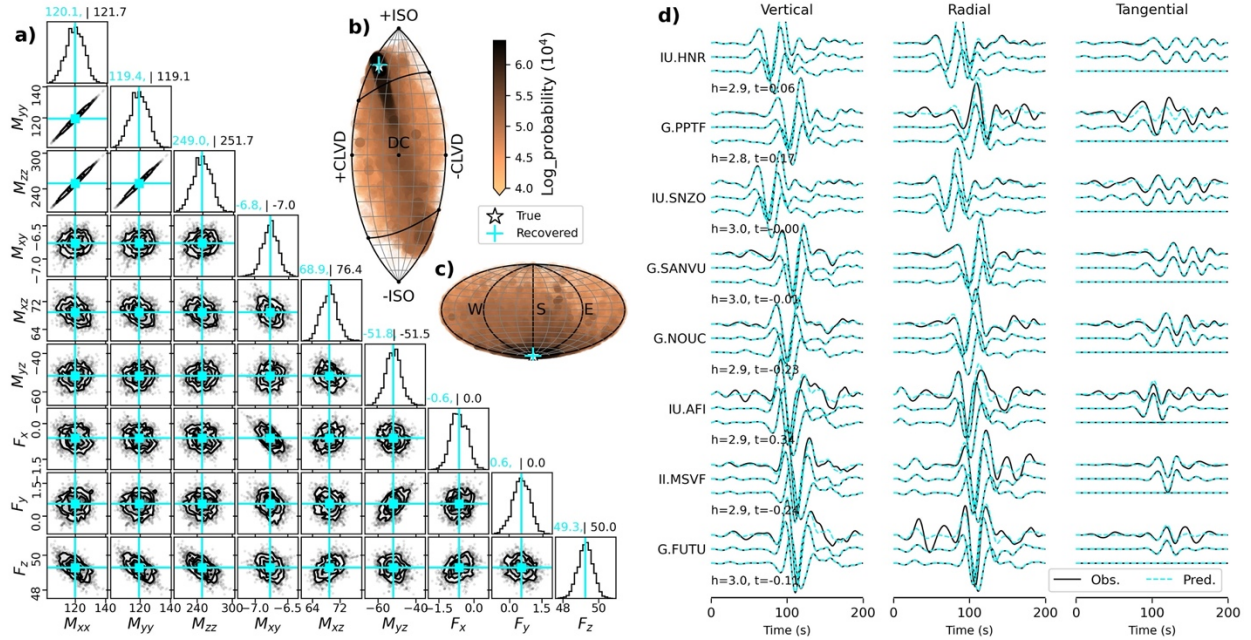 a)
120.1, | 121.7
119.4, | 119.1
249.0, | 251.7
-6.8, | -7.0
68.9, | 76.4
-51.8, | -51.5
-0.6, | 0.0
0.6, | 0.0
49.3, | 50.0
140
120
Myy
300
240
Mzz
-6.5
-7.0
Mxy
72
64
Mxz
-40
-60
Myz
0.0
-1.5
Fx
1.5
0.0
Fy
50
48
Fz
120 140 120 140 240 300 -7.0 -6.5 64 72 -60 -40 -1.5 0.0 0.0 1.5 48 50
Mxx Myy Mzz Mxy Mxz Myz Fx Fy Fz
b)
+ISO
+CLVD
DC
-CLVD
-ISO
6.0
5.5
5.0
4.5
4.0
Log_probability (10^4)
True
Recovered
c)
W S E
d)
Vertical Radial Tangential
IU.HNR
h=2.9, t=0.06
G.PPTF
h=2.8, t=0.17
IU.SNZO
h=3.0, t=-0.00
G.SANVU
h=3.0, t=-0.01
G.NOUC
h=2.9, t=-0.23
IU.AFI
h=2.9, t=0.34
II.MSVF
h=2.9, t=-0.24
G.FUTU
h=3.0, t=-0.11
Obs. Pred.
0 100 200 0 100 200 0 100 200
Time (s) Time (s) Time (s)